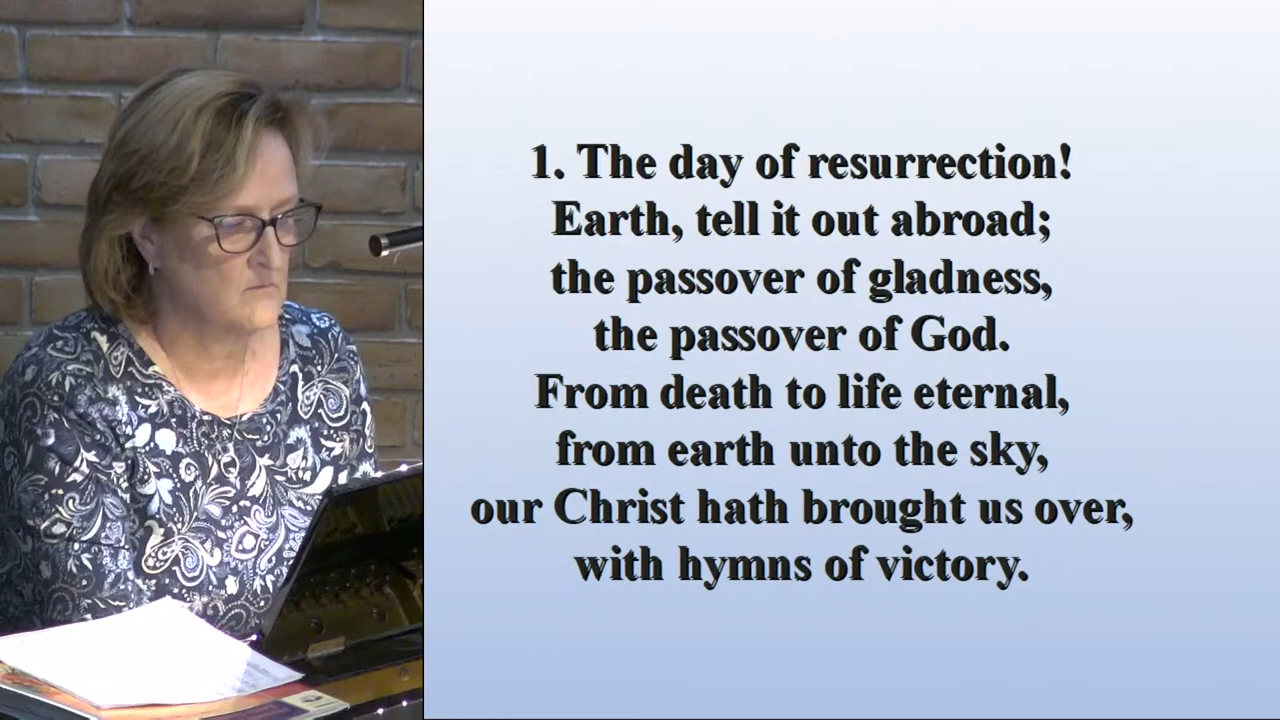 1. The day of resurrection!
Earth, tell it out abroad;
the passover of gladness,
the passover of God.
From death to life eternal,
from earth unto the sky,
our Christ hath brought us over,
with hymns of victory.